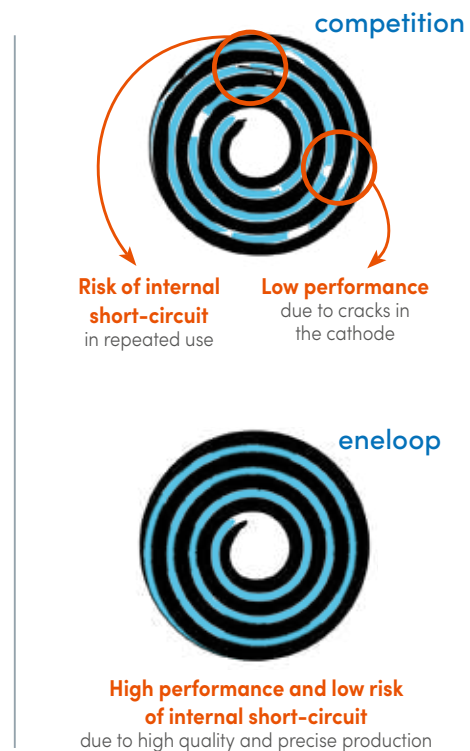 competition
Risk of internal
short-circuit
in repeated use
Low performance
due to cracks in
the cathode
eneloop
High performance and low risk
of internal short-circuit
due to high quality and precise production